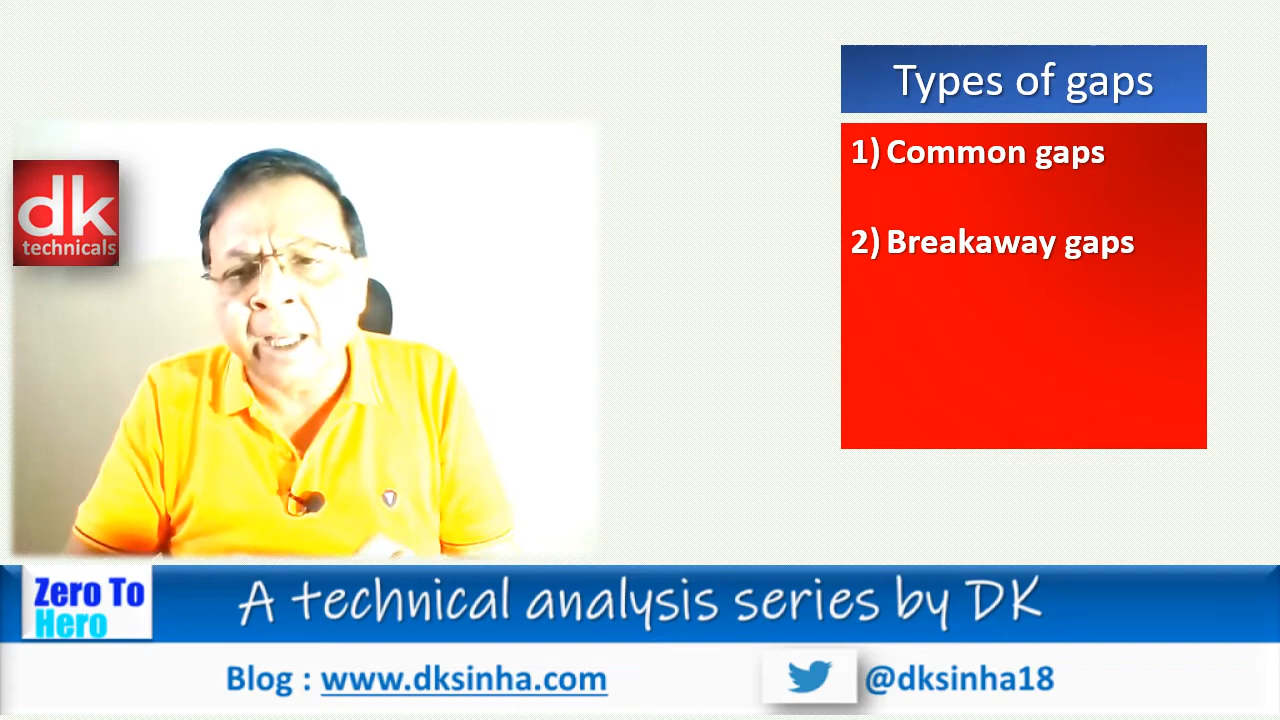 Types of gaps
1) Common gaps
2) Breakaway gaps
dk
technicals
Zero To
Hero
A technical analysis series by DK
Blog : www.dksinha.com
@dksinha18